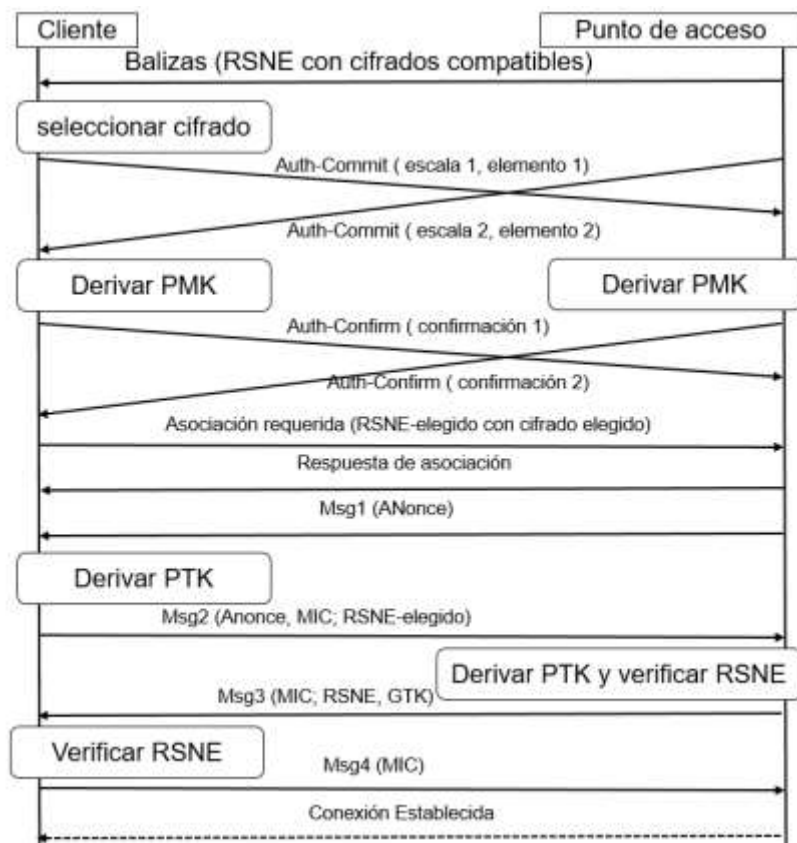 Cliente
Punto de acceso
Balizas (RSNE con cifrados compatibles)
seleccionar cifrado
Auth-Commit ( escala 1, elemento 1)
Auth-Commit ( escala 2, elemento 2)
Derivar PMK
Derivar PMK
Auth-Confirm ( confirmación 1)
Auth-Confirm ( confirmación 2)
Asociación requerida (RSNE-elegido con cifrado elegido)
Respuesta de asociación
Msg1 (ANonce)
Derivar PTK
Msg2 (Anonce, MIC; RSNE-elegido)
Derivar PTK y verificar RSNE
Msg3 (MIC; RSNE, GTK)
Verificar RSNE
Msg4 (MIC)
Conexión Establecida